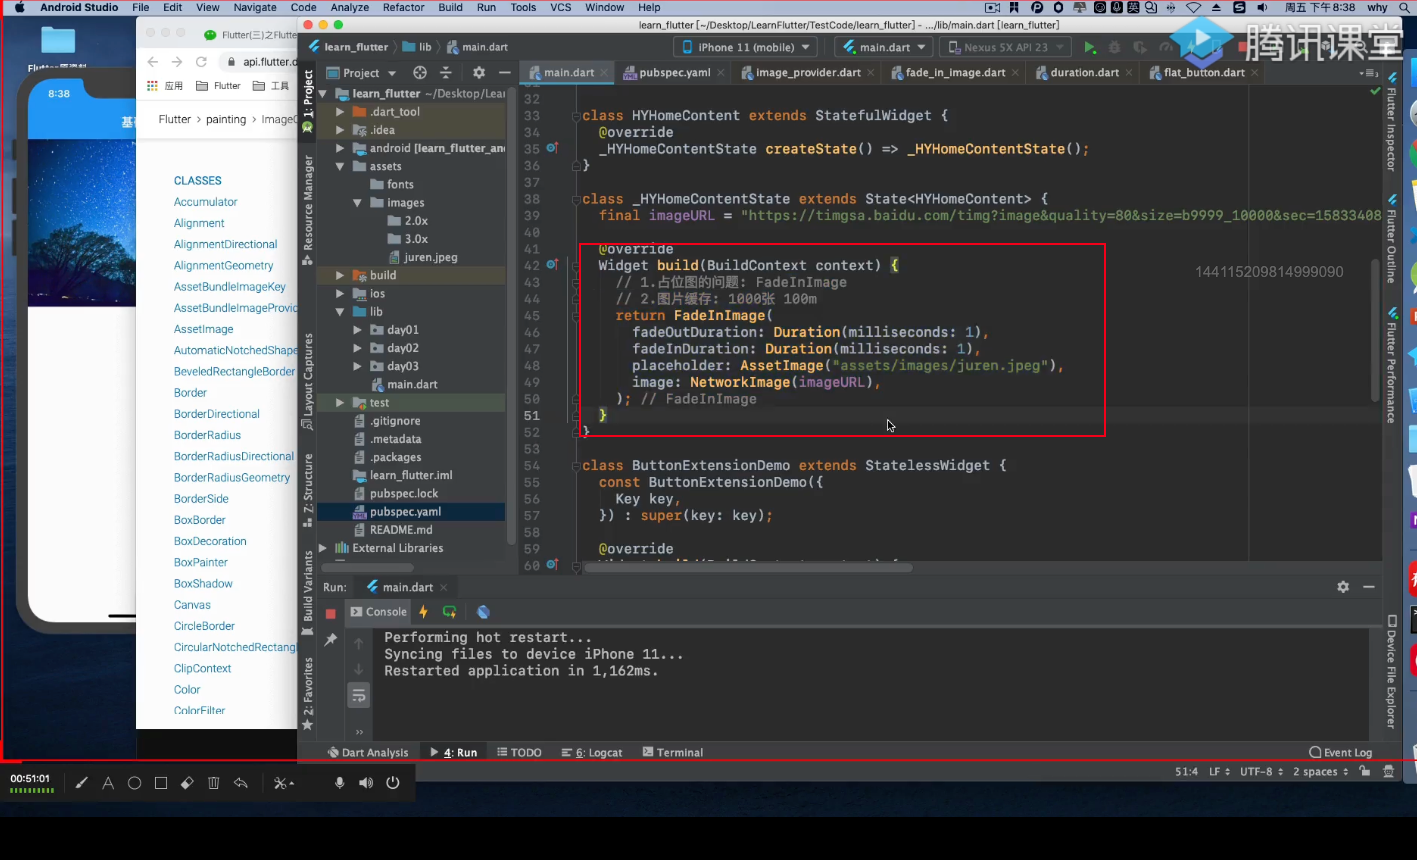 Android Studio File Edit View Navigate Code Analyze Refactor Build Run Tools VCS Window Help 周五 下午8:38 why
learn_flutter [~/Desktop/LearnFlutter/TestCode/learn_flutter] - .../lib/main.dart [learn_flutter]
腾讯课堂
Flutter(三)之Flutter
api.flutter.d
应用 Flutter 工具
Flutter > painting > ImageC
8:38
CLASSES
Accumulator
Alignment
AlignmentDirectional
AlignmentGeometry
AssetBundleImageKey
AssetBundleImageProvid
AssetImage
AutomaticNotchedShape
BeveledRectangleBorder
Border
BorderDirectional
BorderRadius
BorderRadiusDirectional
BorderRadiusGeometry
BorderSide
BoxBorder
BoxDecoration
BoxPainter
BoxShadow
Canvas
CircleBorder
CircularNotchedRectangle
ClipContext
Color
ColorFilter
learn_flutter lib main.dart
iPhone 11 (mobile) main.dart Nexus 5X API 23
1: Project
Resource Manager
Layout Captures
Z: Structure
Build Variants
2: Favorites
Project
learn_flutter ~/Desktop/Lear
.dart_tool
.idea
android [learn_flutter_and
assets
fonts
images
2.0x
3.0x
juren.jpeg
build
ios
lib
day01
day02
day03
main.dart
test
.gitignore
.metadata
.packages
learn_flutter.iml
pubspec.lock
pubspec.yaml
README.md
External Libraries
main.dart pubspec.yaml image_provider.dart fade_in_image.dart duration.dart flat_button.dart
32
33 class HYHomeContent extends StatefulWidget {
34 @override
35 _HYHomeContentState createState() => _HYHomeContentState();
36 }
37
38 class _HYHomeContentState extends State<HYHomeContent> {
39 final imageURL = "https://timgsa.baidu.com/timg?image&quality=80&size=b9999_10000&sec=15833408
40
41 @override
42 Widget build(BuildContext context) {
43 // 1.占位图的问题: FadeInImage
44 // 2.图片缓存: 1000张 100m
45 return FadeInImage(
46 fadeOutDuration: Duration(milliseconds: 1),
47 fadeInDuration: Duration(milliseconds: 1),
48 placeholder: AssetImage("assets/images/juren.jpeg"),
49 image: NetworkImage(imageURL),
50 ); // FadeInImage
51 }
52 }
53
54 class ButtonExtensionDemo extends StatelessWidget {
55 const ButtonExtensionDemo({
56 Key key,
57 }) : super(key: key);
58
59 @override
60
144115209814999090
Flutter Inspector
Flutter Outline
Flutter Performance
Device File Explorer
Run: main.dart
Console
Performing hot restart...
Syncing files to device iPhone 11...
Restarted application in 1,162ms.
Dart Analysis 4: Run TODO 6: Logcat Terminal Event Log
51:4 LF UTF-8 2 spaces
00:51:01